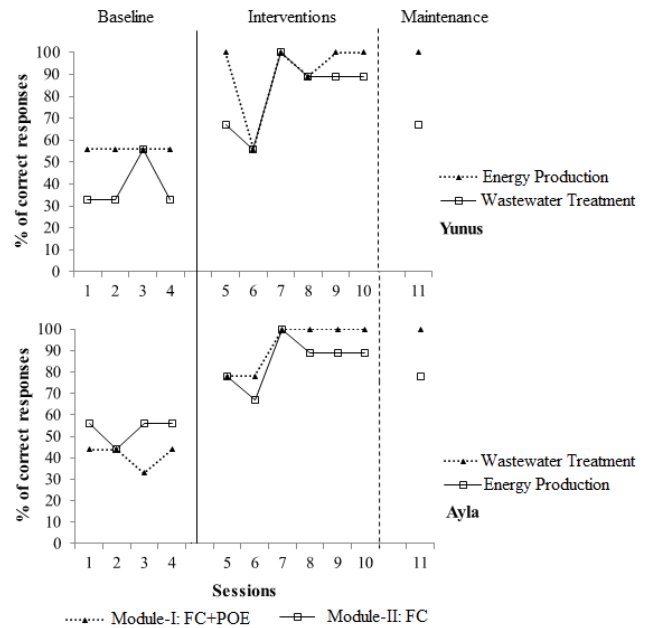 Baseline Interventions Maintenance
% of correct responses
100
90
80
70
60
50
40
30
20
10
0
1 2 3 4 5 6 7 8 9 10 11
Energy Production
Wastewater Treatment
Yunus
% of correct responses
100
90
80
70
60
50
40
30
20
10
0
1 2 3 4 5 6 7 8 9 10 11
Wastewater Treatment
Energy Production
Ayla
Sessions
Module-I: FC+POE Module-II: FC